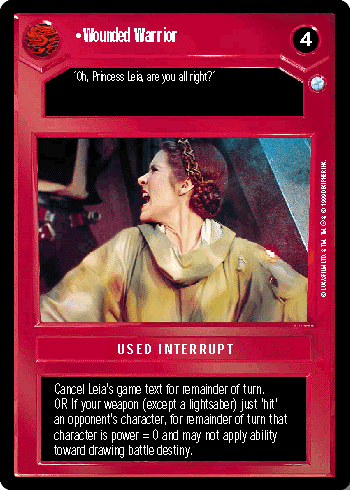 •Wounded Warrior
4
'Oh, Princess Leia, are you all right?'
USED INTERRUPT
Cancel Leia's game text for remainder of turn.
OR If your weapon (except a lightsaber) just 'hit'
an opponent's character, for remainder of turn that
character is power = 0 and may not apply ability
toward drawing battle destiny.